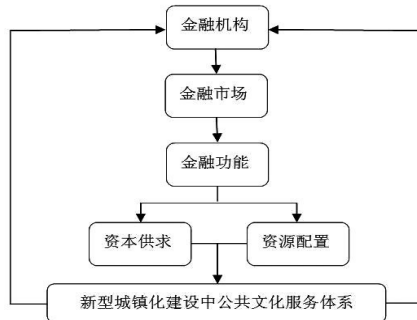 金融机构
金融市场
金融功能
资本供求
资源配置
新型城镇化建设中公共文化服务体系